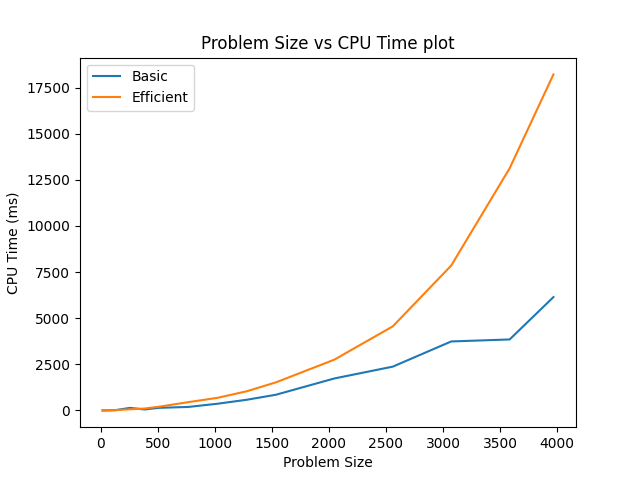 Problem Size vs CPU Time plot
Basic
Efficient
17500
15000
12500
10000
7500
5000
2500
0
CPU Time (ms)
0 500 1000 1500 2000 2500 3000 3500 4000
Problem Size